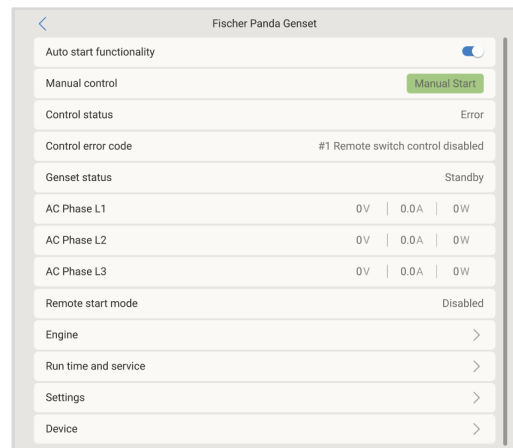 Fischer Panda Genset
Auto start functionality
Manual control Manual Start
Control status Error
Control error code #1 Remote switch control disabled
Genset status Standby
AC Phase L1 0V 0.0A 0W
AC Phase L2 0V 0.0A 0W
AC Phase L3 0V 0.0A 0W
Remote start mode Disabled
Engine
Run time and service
Settings
Device